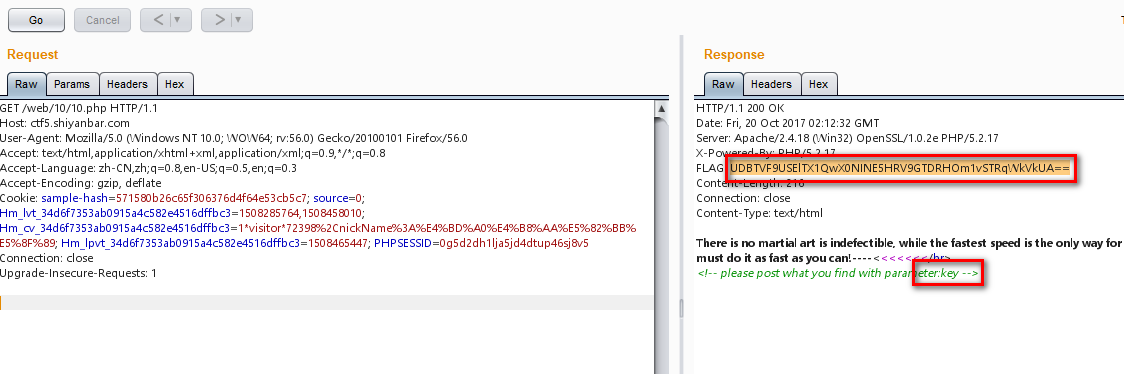 Go Cancel < >
Request
Raw Params Headers Hex
GET /web/10/10.php HTTP/1.1
Host: ctf5.shiyanbar.com
User-Agent: Mozilla/5.0 (Windows NT 10.0; WOW64; rv:56.0) Gecko/20100101 Firefox/56.0
Accept: text/html,application/xhtml+xml,application/xml;q=0.9,*/*;q=0.8
Accept-Language: zh-CN,zh;q=0.8,en-US;q=0.5,en;q=0.3
Accept-Encoding: gzip, deflate
Cookie: sample-hash=571580b26c65f306376d4f64e53cb5c7; source=0;
Hm_lvt_34d6f7353ab0915a4c582e4516dffbc3=1508285764,1508458010;
Hm_cv_34d6f7353ab0915a4c582e4516dffbc3=1*visitor*72398%2CnickName%3A%E4%BD%A0%E4%B8%AA%E5%82%BB%
E5%8F%89; Hm_lpvt_34d6f7353ab0915a4c582e4516dffbc3=1508465447; PHPSESSID=0g5d2dh1lja5jd4dtup46sj8v5
Connection: close
Upgrade-Insecure-Requests: 1
Response
Raw Headers Hex
HTTP/1.1 200 OK
Date: Fri, 20 Oct 2017 02:12:32 GMT
Server: Apache/2.4.18 (Win32) OpenSSL/1.0.2e PHP/5.2.17
X-Powered-By: PHP/5.2.17
FLAG: UDBTVF9USElTX1QwX0NINE5HRV9GTDRHOm1vSTRqWkVkUA==
Content-Length: 216
Connection: close
Content-Type: text/html
There is no martial art is indefectible, while the fastest speed is the only way for
must do it as fast as you can!----<<<<<<</br>
<!-- please post what you find with parameter:key -->